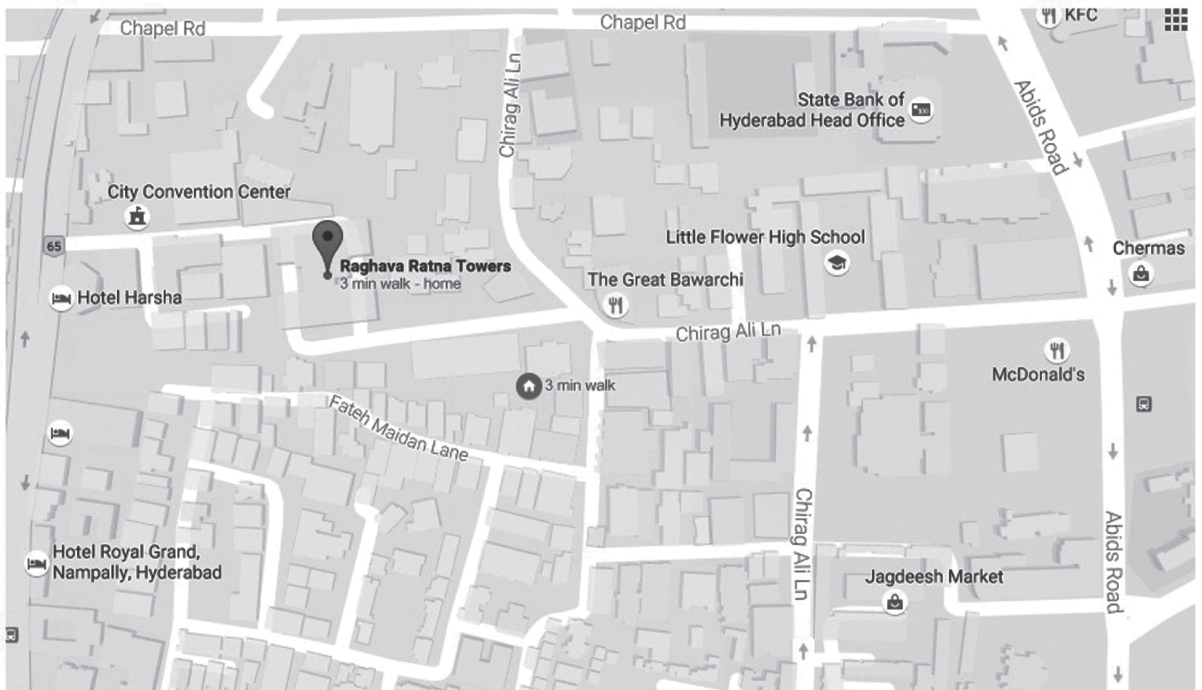 Chapel Rd
Chapel Rd
KFC
Chirag Ali Ln
Abids Road
State Bank of
Hyderabad Head Office
City Convention Center
65
Raghava Ratna Towers
3 min walk - home
Little Flower High School
Chermas
The Great Bawarchi
Hotel Harsha
Chirag Ali Ln
McDonald's
3 min walk
Fateh Maidan Lane
Chirag Ali Ln
Abids Road
Hotel Royal Grand,
Nampally, Hyderabad
Jagdeesh Market